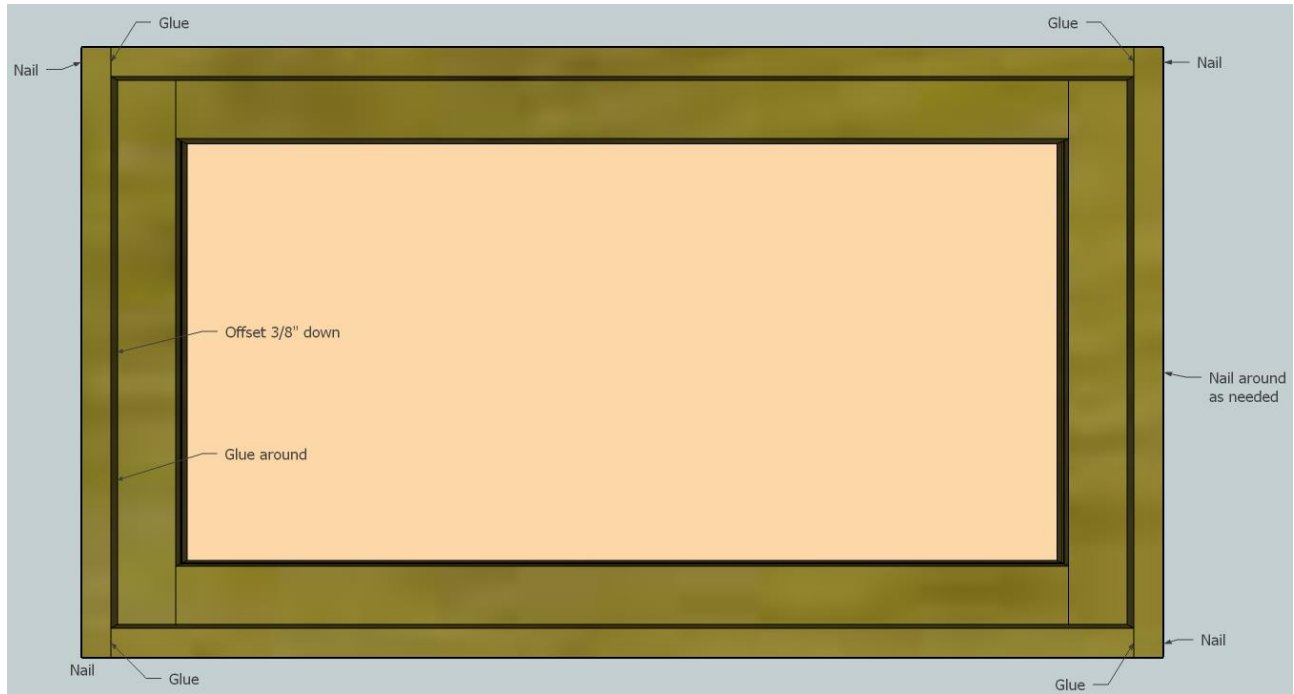 Glue
Glue
Nail
Nail
Offset 3/8" down
Nail around
as needed
Glue around
Nail
Nail
Glue
Glue